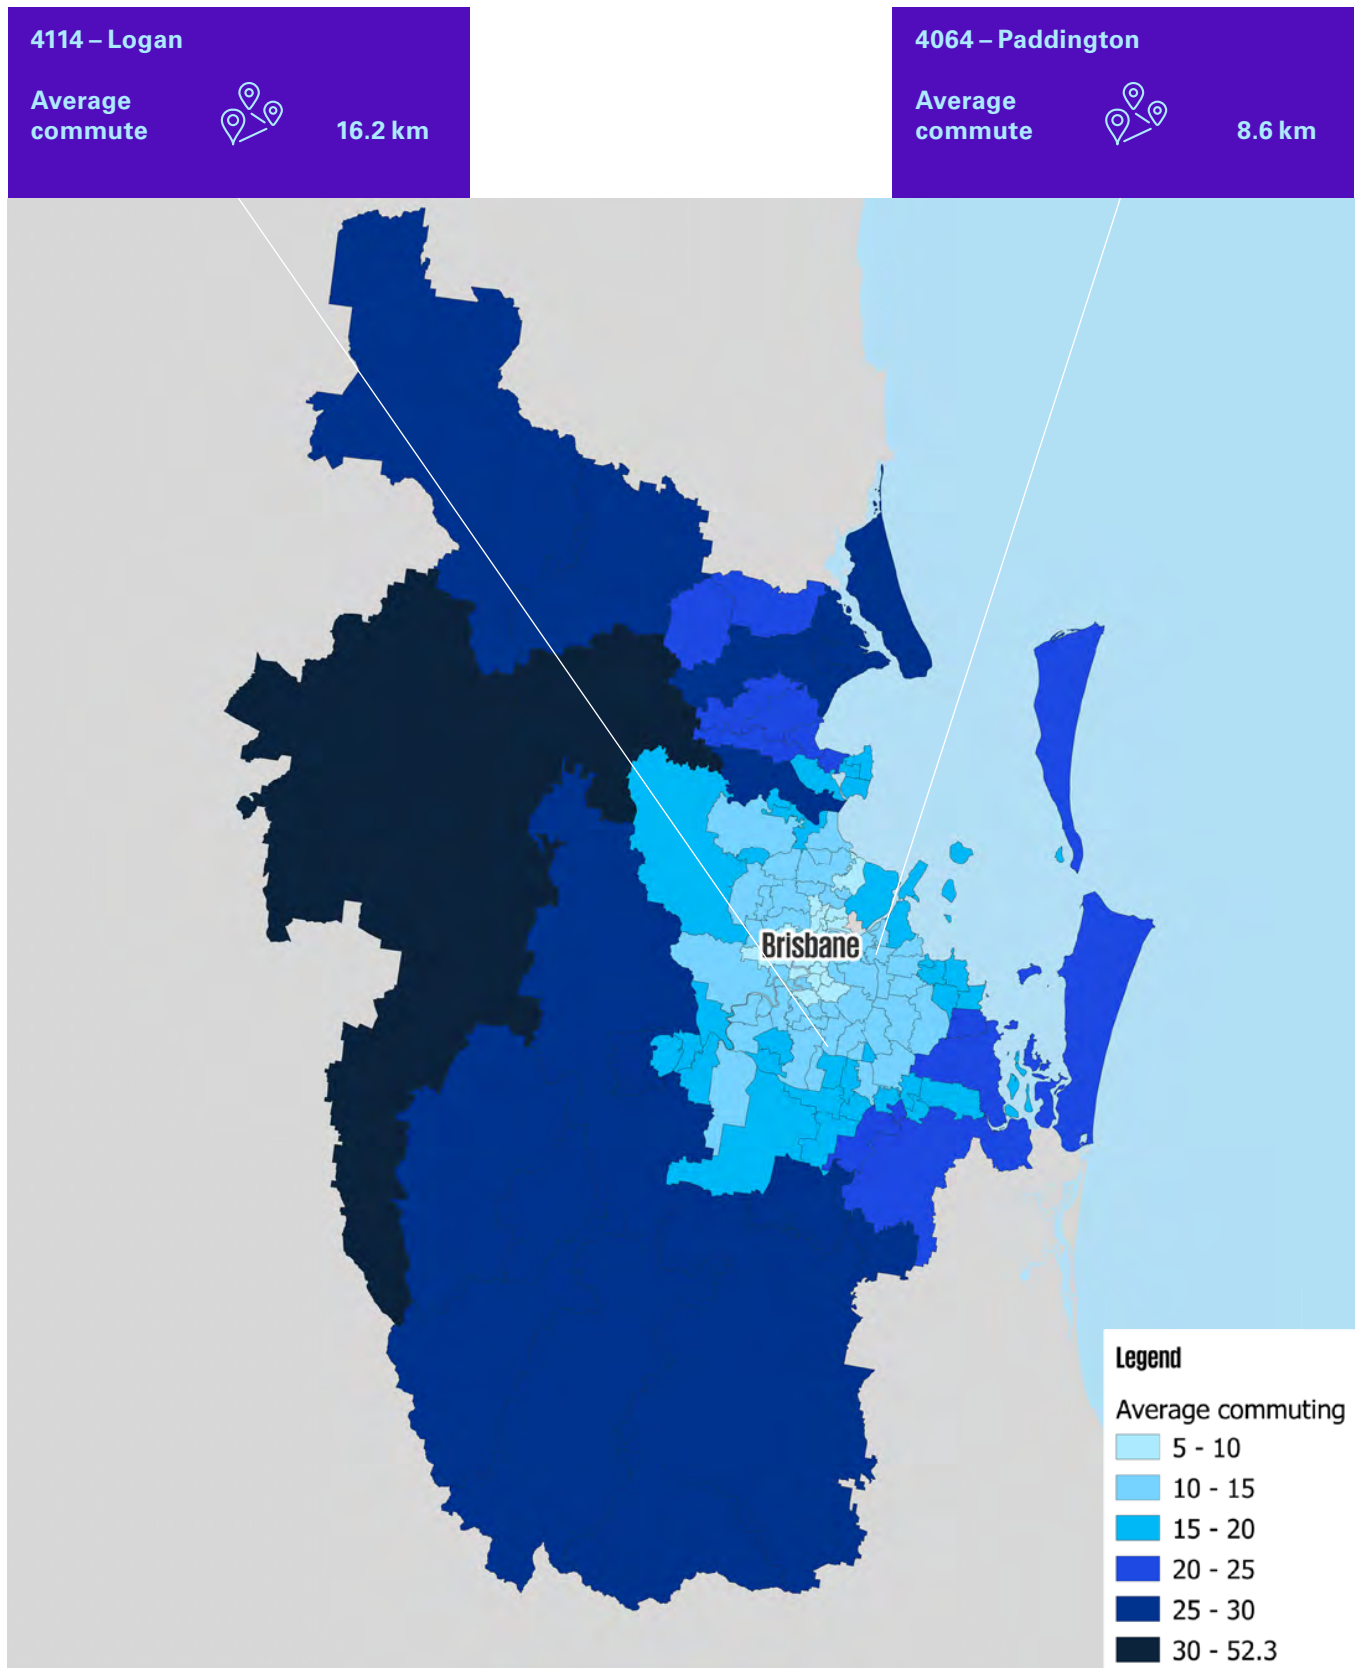 4114 – Logan
Average
commute
16.2 km
4064 – Paddington
Average
commute
8.6 km
Brisbane
Legend
Average commuting
5 - 10
10 - 15
15 - 20
20 - 25
25 - 30
30 - 52.3